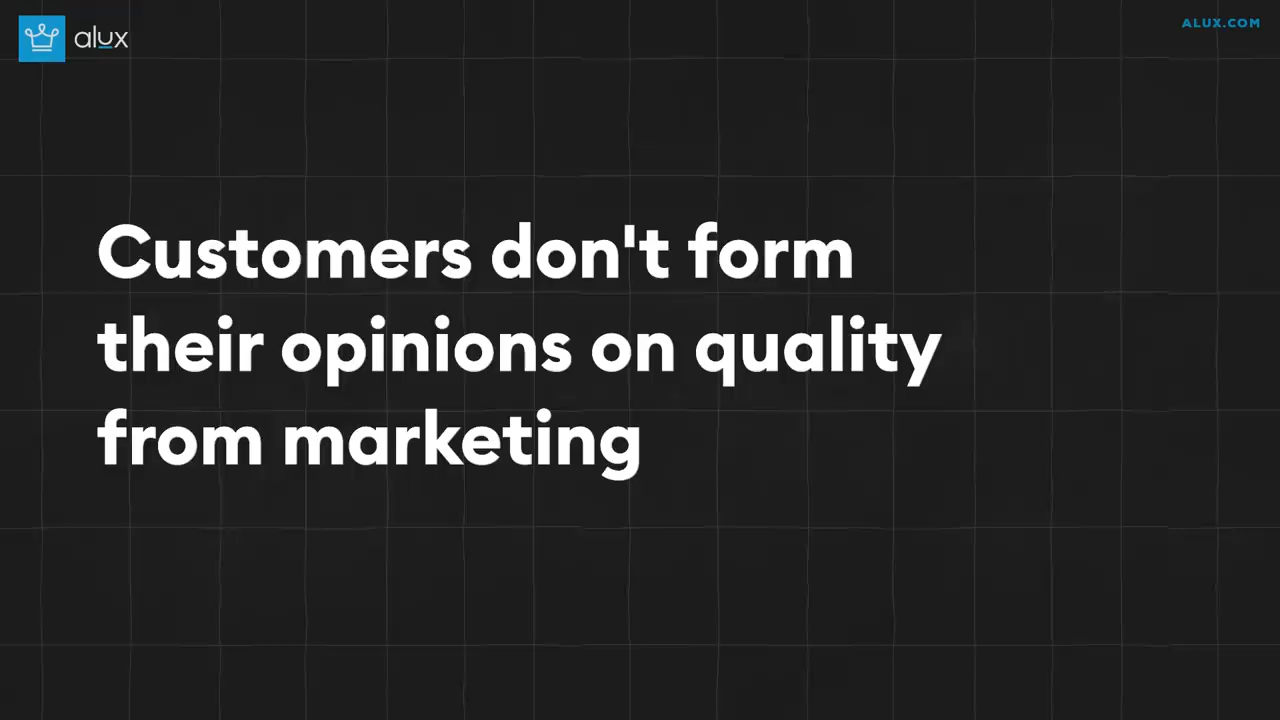 alux
ALUX.COM
Customers don't form
their opinions on quality
from marketing